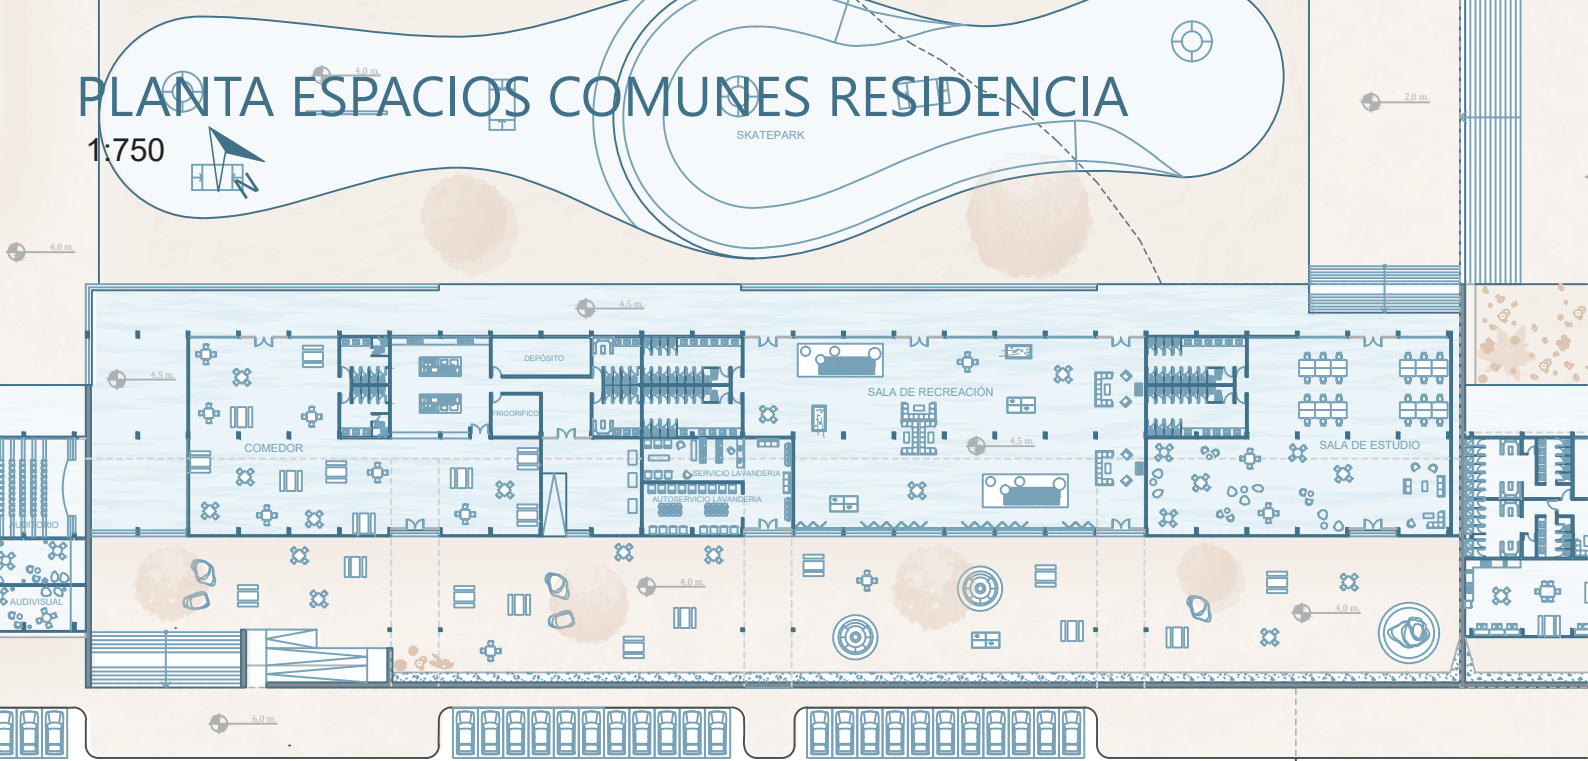 4,0 m.
PLANTA ESPACIOS COMUNES RESIDENCIA
2,0 m.
SKATEPARK
1:750
N
4,0 m.
4,5 m.
DEPÓSITO
4,5 m.
SALA DE RECREACIÓN
FRIGORIFICO
COMEDOR
4,5 m.
SALA DE ESTUDIO
SERVICIO LAVANDERIA
AUTOSERVICIO LAVANDERIA
AUDITORIO
4,0 m.
AUDIVISUAL
4,0 m.
6,0 m.